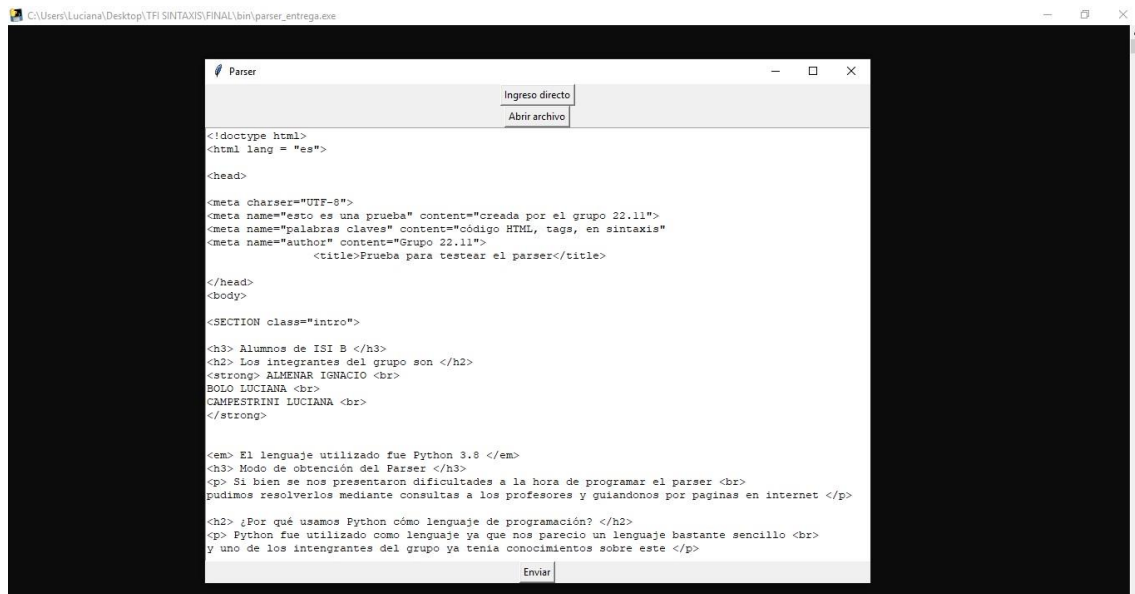 C:\Users\Luciana\Desktop\TFI SINTAXIS\FINAL\bin\parser_entrega.exe
Parser
Ingreso directo
Abrir archivo
<!doctype html>
<html lang = "es">
<head>
<meta charser="UTF-8">
<meta name="esto es una prueba" content="creada por el grupo 22.11">
<meta name="palabras claves" content="código HTML, tags, en sintaxis"
<meta name="author" content="Grupo 22.11">
<title>Prueba para testear el parser</title>
</head>
<body>
<SECTION class="intro">
<h3> Alumnos de ISI B </h3>
<h2> Los integrantes del grupo son </h2>
<strong> ALMENAR IGNACIO <br>
BOLO LUCIANA <br>
CAMPESTRINI LUCIANA <br>
</strong>
<em> El lenguaje utilizado fue Python 3.8 </em>
<h3> Modo de obtención del Parser </h3>
<p> Si bien se nos presentaron dificultades a la hora de programar el parser <br>
pudimos resolverlos mediante consultas a los profesores y guiandonos por paginas en internet </p>
<h2> ¿Por qué usamos Python cómo lenguaje de programación? </h2>
<p> Python fue utilizado como lenguaje ya que nos parecio un lenguaje bastante sencillo <br>
y uno de los intengrantes del grupo ya tenía conocimientos sobre este </p>
Enviar